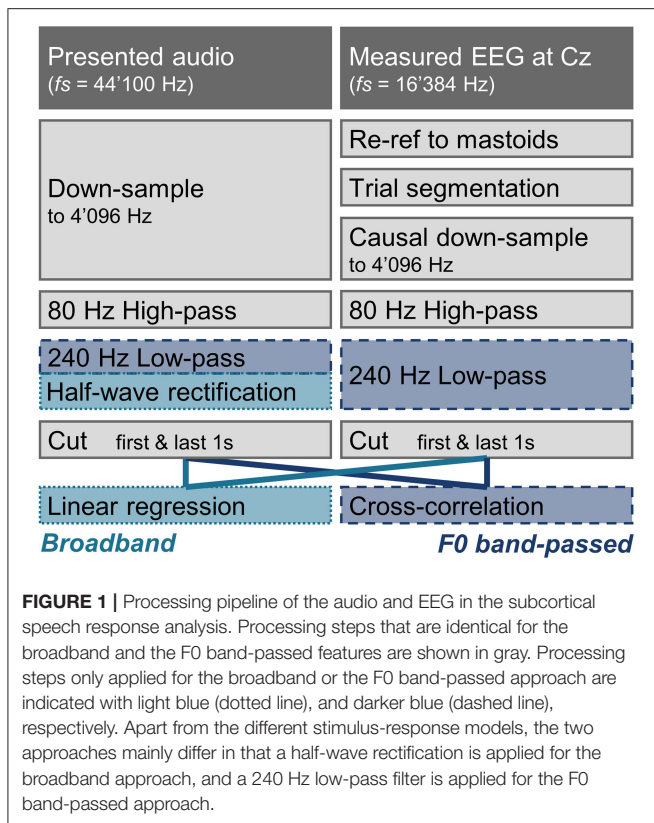 Presented audio
(fs = 44'100 Hz)
Measured EEG at Cz
(fs = 16'384 Hz)
Down-sample
to 4'096 Hz
Re-ref to mastoids
Trial segmentation
Causal down-sample
to 4'096 Hz
80 Hz High-pass
80 Hz High-pass
240 Hz Low-pass
Half-wave rectification
240 Hz Low-pass
Cut first & last 1s
Cut first & last 1s
Linear regression
Cross-correlation
Broadband
F0 band-passed
FIGURE 1 | Processing pipeline of the audio and EEG in the subcortical
speech response analysis. Processing steps that are identical for the
broadband and the F0 band-passed features are shown in gray. Processing
steps only applied for the broadband or the F0 band-passed approach are
indicated with light blue (dotted line), and darker blue (dashed line),
respectively. Apart from the different stimulus-response models, the two
approaches mainly differ in that a half-wave rectification is applied for the
broadband approach, and a 240 Hz low-pass filter is applied for the F0
band-passed approach.